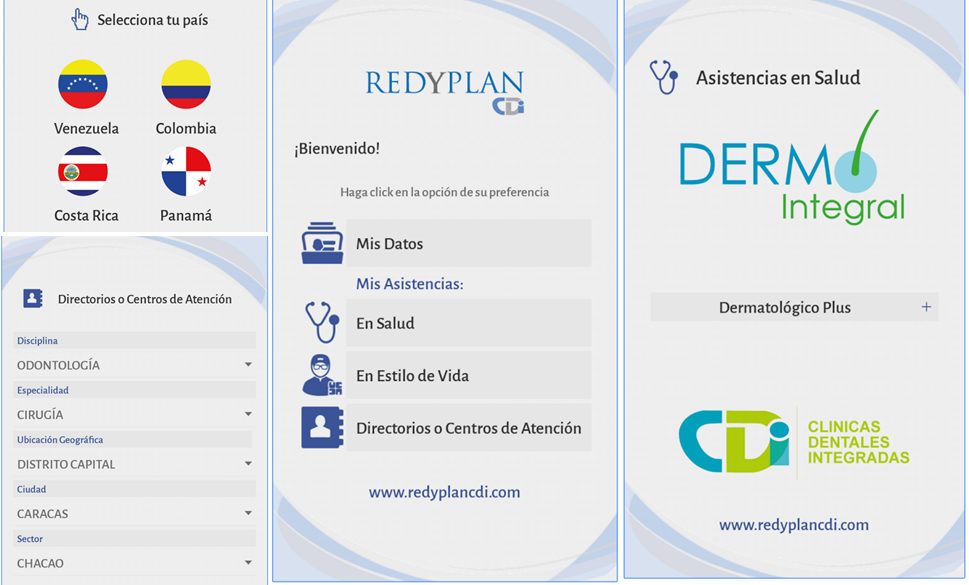 Selecciona tu país
Venezuela
Colombia
Costa Rica
Panamá
Directorios o Centros de Atención
Disciplina
ODONTOLOGÍA
Especialidad
CIRUGÍA
Ubicación Geográfica
DISTRITO CAPITAL
Ciudad
CARACAS
Sector
CHACAO
REDYPLAN
CDi
¡Bienvenido!
Haga click en la opción de su preferencia
Mis Datos
Mis Asistencias:
En Salud
En Estilo de Vida
Directorios o Centros de Atención
www.redyplancdi.com
Asistencias en Salud
DERMO
Integral
Dermatológico Plus +
CDi
CLINICAS
DENTALES
INTEGRADAS
www.redyplancdi.com